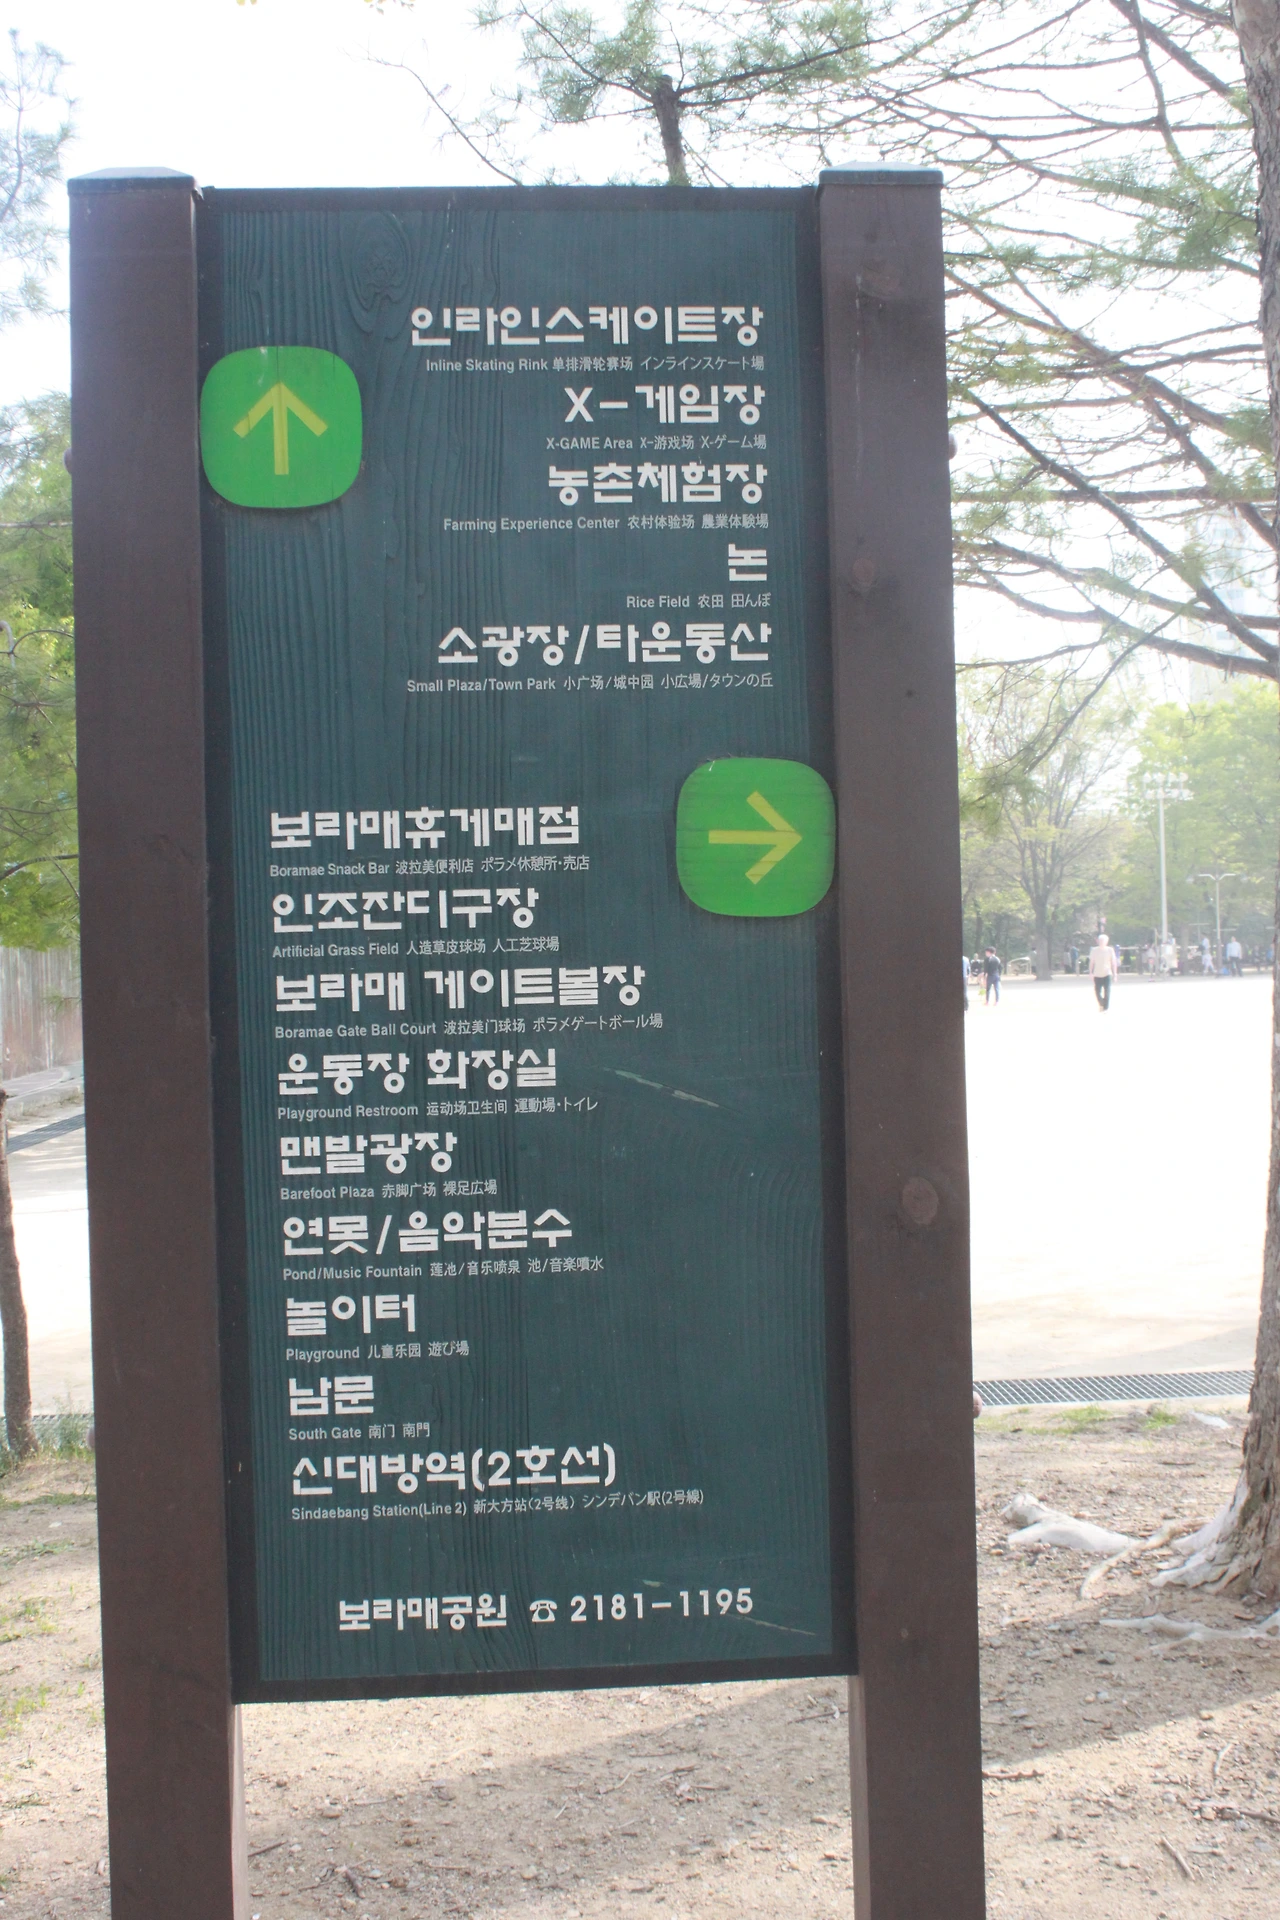 인라인스케이트장
Inline Skating Rink 单排滑轮赛场 インラインスケート場
X-게임장
X-GAME Area X-游戏场 X-ゲーム場
농촌체험장
Farming Experience Center 农村体验场 農業体験場
논
Rice Field 农田 田んぼ
소광장/타운동산
Small Plaza/Town Park 小广场/城中园 小広場/タウンの丘
보라매휴게매점
Boramae Snack Bar 波拉美便利店 ポラメ休憩所·売店
인조잔디구장
Artificial Grass Field 人造草皮球场 人工芝球場
보라매 게이트볼장
Boramae Gate Ball Court 波拉美门球场 ポラメゲートボール場
운동장 화장실
Playground Restroom 运动场卫生间 運動場·トイレ
맨발광장
Barefoot Plaza 赤脚广场 裸足広場
연못/음악분수
Pond/Music Fountain 莲池/音乐喷泉 池/音楽噴水
놀이터
Playground 儿童乐园 遊び場
남문
South Gate 南门 南門
신대방역(2호선)
Sindaebang Station(Line 2) 新大方站(2号线) シンデバン駅(2号線)
보라매공원 ☎ 2181-1195